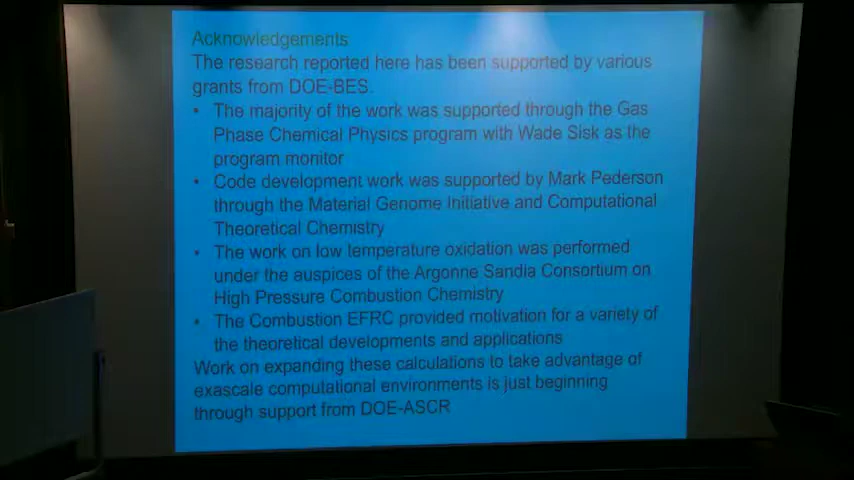 Acknowledgements
The research reported here has been supported by various
grants from DOE-BES.
• The majority of the work was supported through the Gas
Phase Chemical Physics program with Wade Sisk as the
program monitor
• Code development work was supported by Mark Pederson
through the Material Genome Initiative and Computational
Theoretical Chemistry
• The work on low temperature oxidation was performed
under the auspices of the Argonne Sandia Consortium on
High Pressure Combustion Chemistry
• The Combustion EFRC provided motivation for a variety of
the theoretical developments and applications
Work on expanding these calculations to take advantage of
exascale computational environments is just beginning
through support from DOE-ASCR